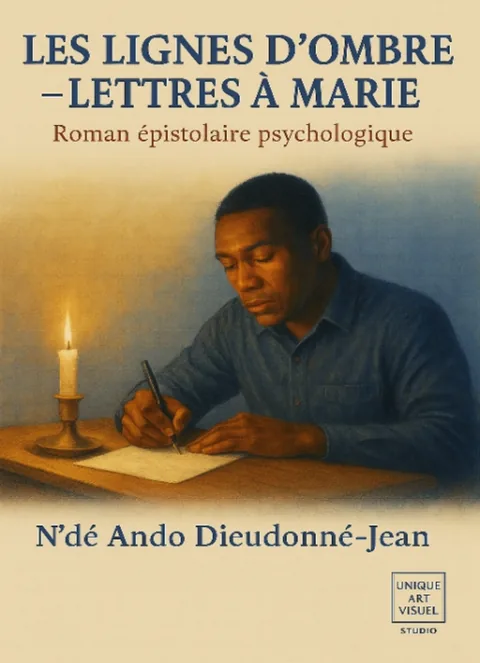 LES LIGNES D'OMBRE
–LETTRES À MARIE
Roman épistolaire psychologique
N'dé Ando Dieudonné-Jean
UNIQUE
ART
VISUEL
STUDIO